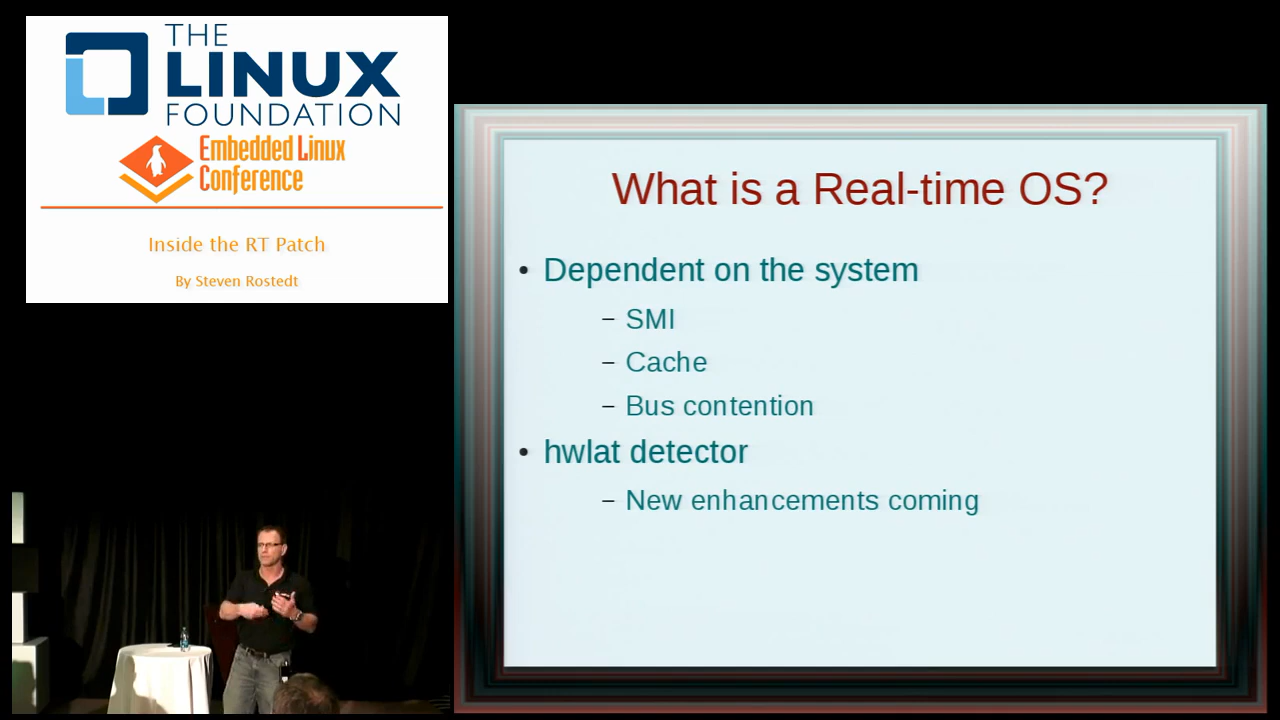 THE
LINUX
FOUNDATION
Embedded Linux
Conference
Inside the RT Patch
By Steven Rostedt
What is a Real-time OS?
• Dependent on the system
– SMI
– Cache
– Bus contention
• hwlat detector
– New enhancements coming